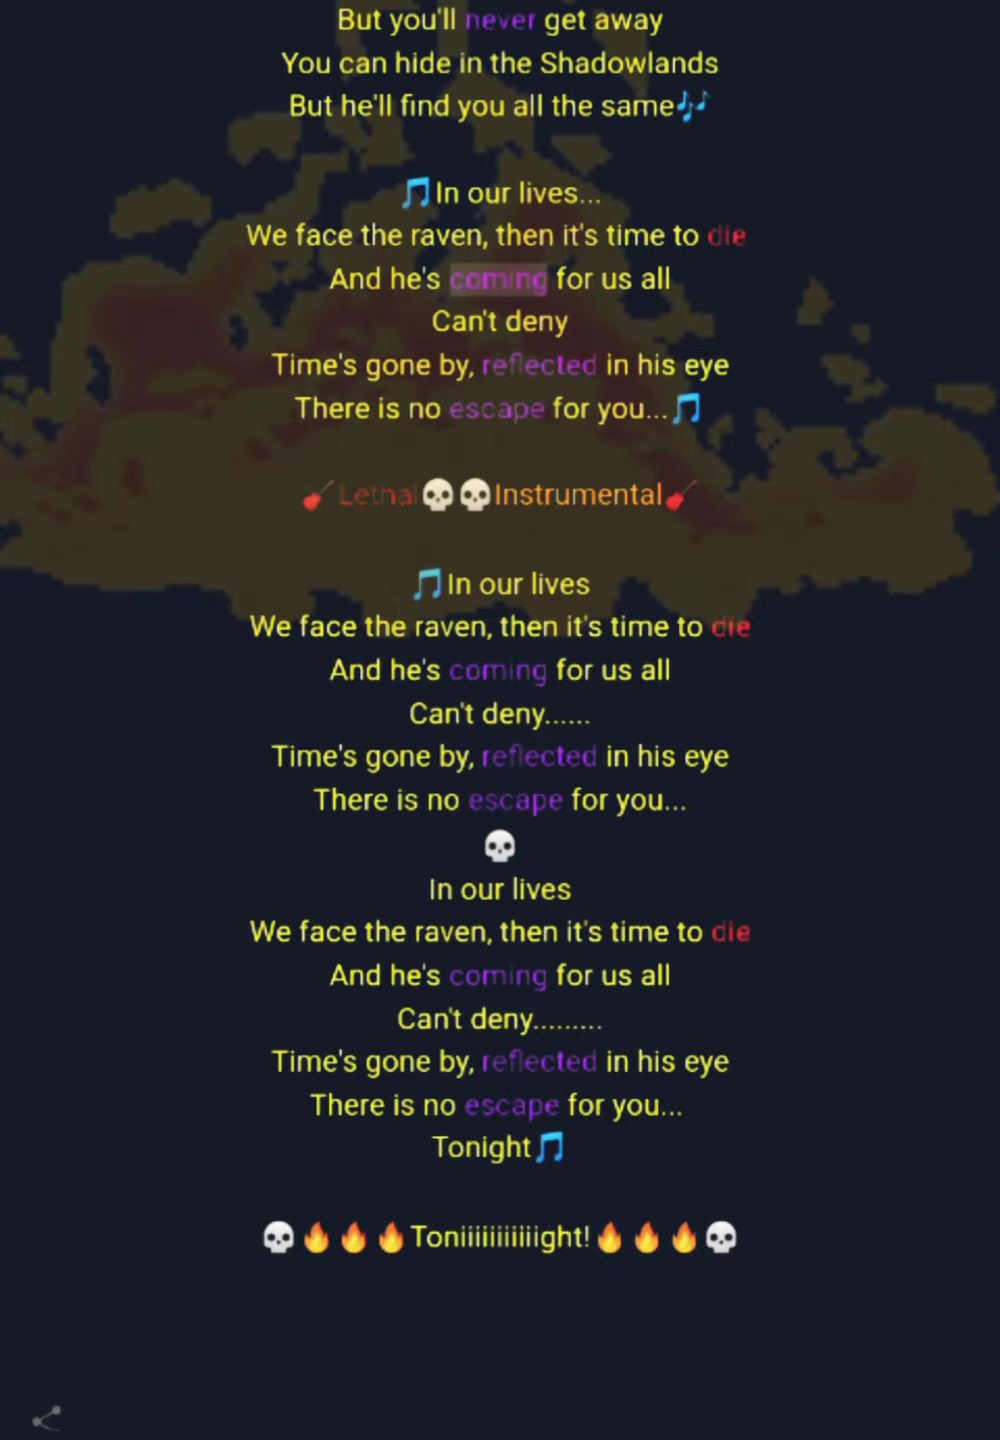 But you'll never get away
You can hide in the Shadowlands
But he'll find you all the same🎶
🎵In our lives...
We face the raven, then it's time to die
And he's coming for us all
Can't deny
Time's gone by, reflected in his eye
There is no escape for you...🎵
🎸Lethal💀💀Instrumental🎸
🎵In our lives
We face the raven, then it's time to die
And he's coming for us all
Can't deny......
Time's gone by, reflected in his eye
There is no escape for you...
💀
In our lives
We face the raven, then it's time to die
And he's coming for us all
Can't deny.........
Time's gone by, reflected in his eye
There is no escape for you...
Tonight🎵
💀🔥🔥🔥Toniiiiiiiiiiight!🔥🔥🔥💀